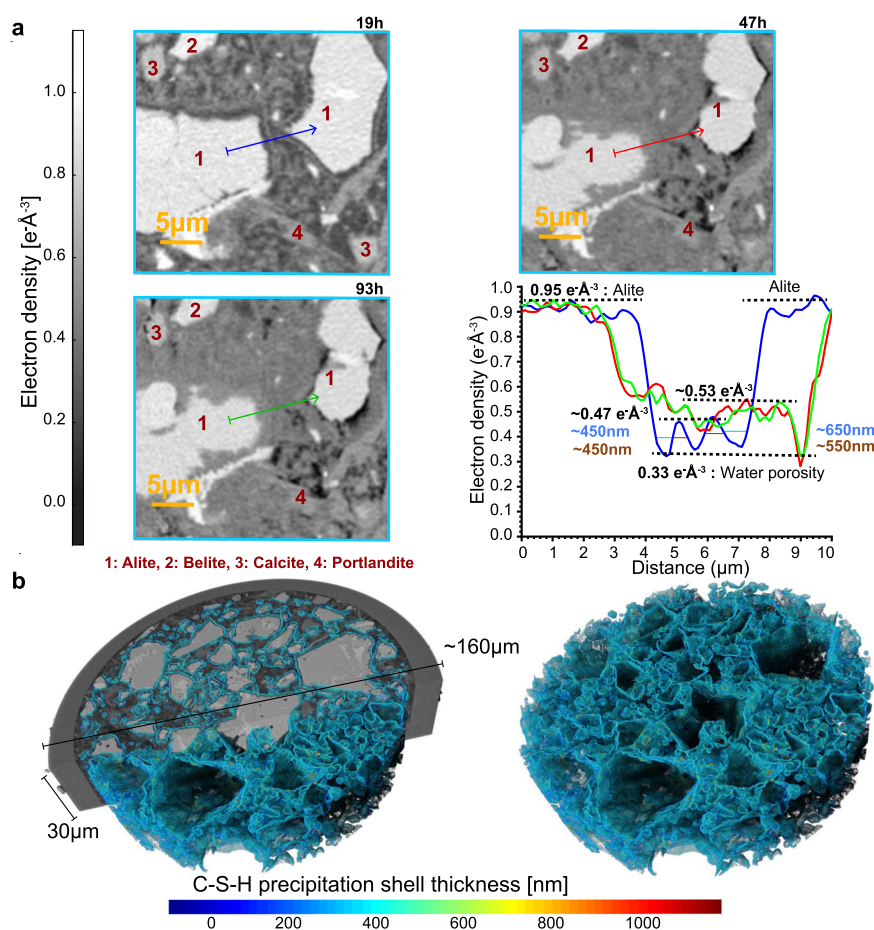 a
19h
47h
Electron density [e-Å-3]
1.0
0.8
0.6
0.4
0.2
0.0
2
3
1
1
5µm
4
3
2
3
1
1
5µm
4
93h
2
3
1
1
5µm
4
1: Alite, 2: Belite, 3: Calcite, 4: Portlandite
Electron density (e-Å-3)
1.0
0.9
0.8
0.7
0.6
0.5
0.4
0.3
0.2
0.1
0.0
0.95 e-Å-3 : Alite
Alite
~0.53 e-Å-3
~0.47 e-Å-3
~450nm
~450nm
~650nm
~550nm
0.33 e-Å-3 : Water porosity
0 1 2 3 4 5 6 7 8 9 10
Distance (µm)
b
~160µm
30µm
C-S-H precipitation shell thickness [nm]
0 200 400 600 800 1000